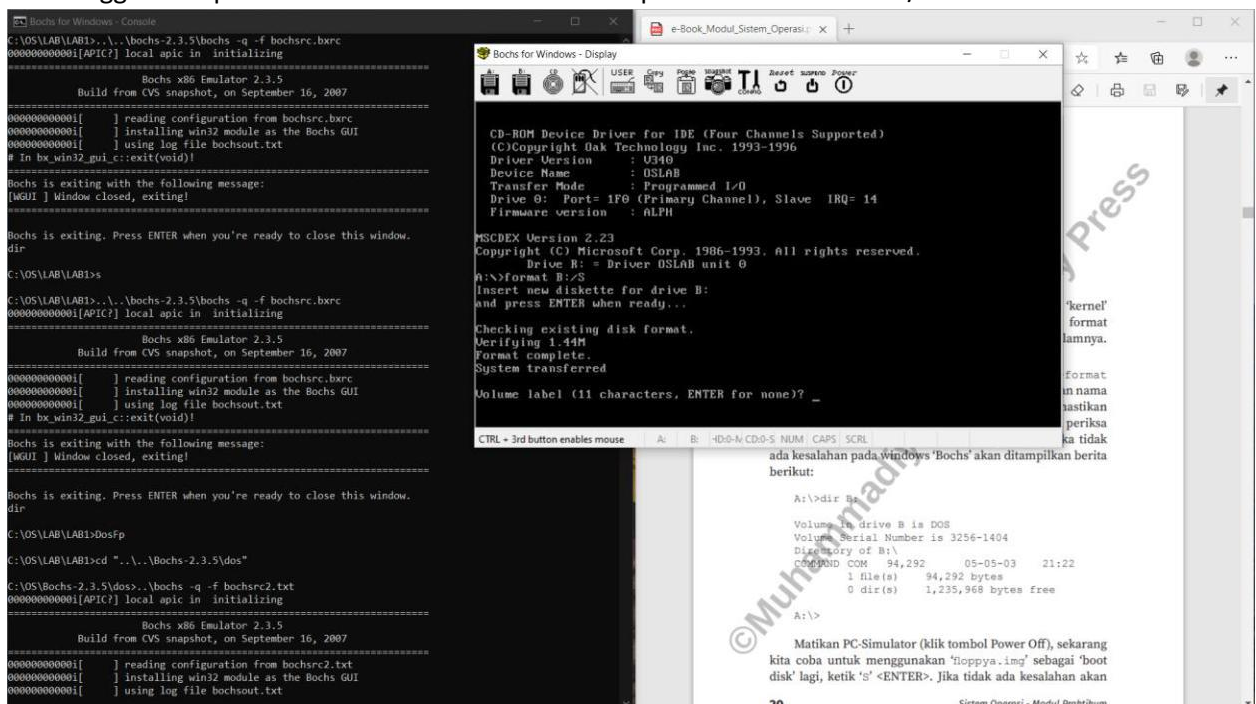 Bochs for Windows - Console
C:\OS\LAB\LAB1>..\..\bochs-2.3.5\bochs -q -f bochsrc.bxrc
00000000000i[APIC?] local apic in  initializing
========================================================================
Bochs x86 Emulator 2.3.5
Build from CVS snapshot, on September 16, 2007
========================================================================
00000000000i[     ] reading configuration from bochsrc.bxrc
00000000000i[     ] installing win32 module as the Bochs GUI
00000000000i[     ] using log file bochsout.txt
# In bx_win32_gui_c::exit(void)!
========================================================================
Bochs is exiting with the following message:
[WGUI ] Window closed, exiting!
========================================================================
Bochs is exiting. Press ENTER when you're ready to close this window.
dir
C:\OS\LAB\LAB1>s
C:\OS\LAB\LAB1>..\..\bochs-2.3.5\bochs -q -f bochsrc.bxrc
00000000000i[APIC?] local apic in  initializing
========================================================================
Bochs x86 Emulator 2.3.5
Build from CVS snapshot, on September 16, 2007
========================================================================
00000000000i[     ] reading configuration from bochsrc.bxrc
00000000000i[     ] installing win32 module as the Bochs GUI
00000000000i[     ] using log file bochsout.txt
# In bx_win32_gui_c::exit(void)!
========================================================================
Bochs is exiting with the following message:
[WGUI ] Window closed, exiting!
========================================================================
Bochs is exiting. Press ENTER when you're ready to close this window.
dir
C:\OS\LAB\LAB1>DosFp
C:\OS\LAB\LAB1>cd "..\..\Bochs-2.3.5\dos"
C:\OS\Bochs-2.3.5\dos>..\bochs -q -f bochsrc2.txt
00000000000i[APIC?] local apic in  initializing
========================================================================
Bochs x86 Emulator 2.3.5
Build from CVS snapshot, on September 16, 2007
========================================================================
00000000000i[     ] reading configuration from bochsrc2.txt
00000000000i[     ] installing win32 module as the Bochs GUI
00000000000i[     ] using log file bochsout.txt
e-Book_Modul_Sistem_Operasi
Bochs for Windows - Display
A: B: CD USER Copy Paste snapshot CONFIG Reset suspend Power
CD-ROM Device Driver for IDE (Four Channels Supported)
(C)Copyright Oak Technology Inc. 1993-1996
Driver Version     : V340
Device Name        : OSLAB
Transfer Mode      : Programmed I/O
Drive 0:  Port= 1F0 (Primary Channel), Slave  IRQ= 14
Firmware version   : ALPH
MSCDEX Version 2.23
Copyright (C) Microsoft Corp. 1986-1993. All rights reserved.
Drive R: = Driver OSLAB unit 0
A:\>format B:/S
Insert new diskette for drive B:
and press ENTER when ready...
Checking existing disk format.
Verifying 1.44M
Format complete.
System transferred
Volume label (11 characters, ENTER for none)? _
CTRL + 3rd button enables mouse A: B: HD:0-M CD:0-S NUM CAPS SCRL
'kernel'
format
lamnya.
format
an nama
nastikan
periksa
ka tidak
ada kesalahan pada windows 'Bochs' akan ditampilkan berita
berikut:
A:\>dir B:
Volume in drive B is DOS
Volume Serial Number is 3256-1404
Directory of B:\
COMMAND COM  94,292     05-05-03   21:22
1 file(s)    94,292 bytes
0 dir(s)    1,235,968 bytes free
A:\>
Matikan PC-Simulator (klik tombol Power Off), sekarang
kita coba untuk menggunakan 'floppya.img' sebagai 'boot
disk' lagi, ketik 'S' <ENTER>. Jika tidak ada kesalahan akan
20 Sistem Operasi - Modul Praktikum